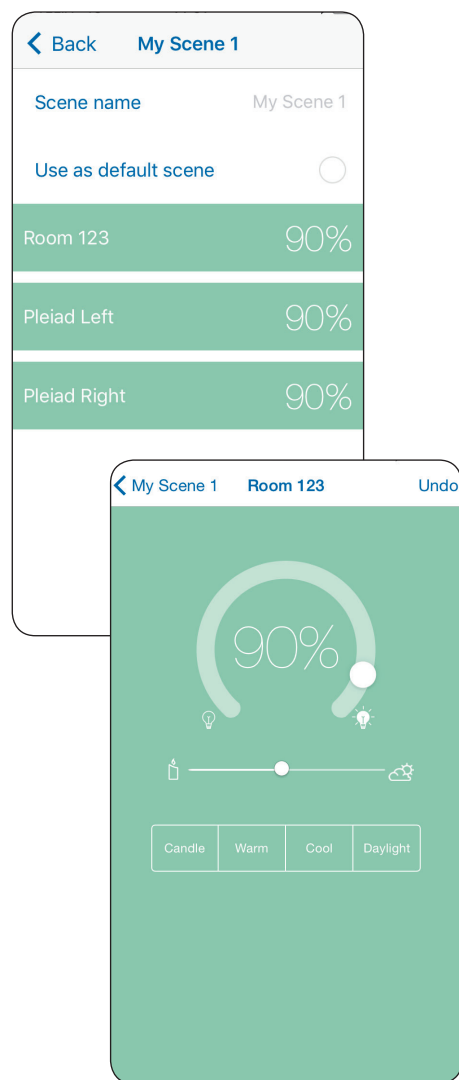 Back My Scene 1
Scene name My Scene 1
Use as default scene
Room 123 90%
Pleiad Left 90%
Pleiad Right 90%
My Scene 1 Room 123 Undo
90%
Candle Warm Cool Daylight